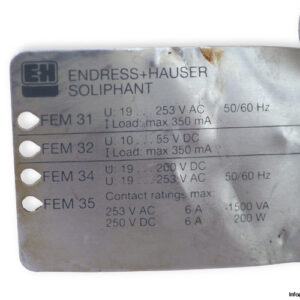 EH
ENDRESS+HAUSER
SOLIPHANT
FEM 31 U: 19 ... 253 V AC 50/60 Hz
I Load: max 350 mA
FEM 32 U: 10 ... 55 V DC
I Load: max 350 mA
FEM 34 U: 19 ... 200 V DC
U: 19 ... 253 V AC 50/60 Hz
FEM 35 Contact ratings max:
253 V AC 6 A 1500 VA
250 V DC 6 A 200 W